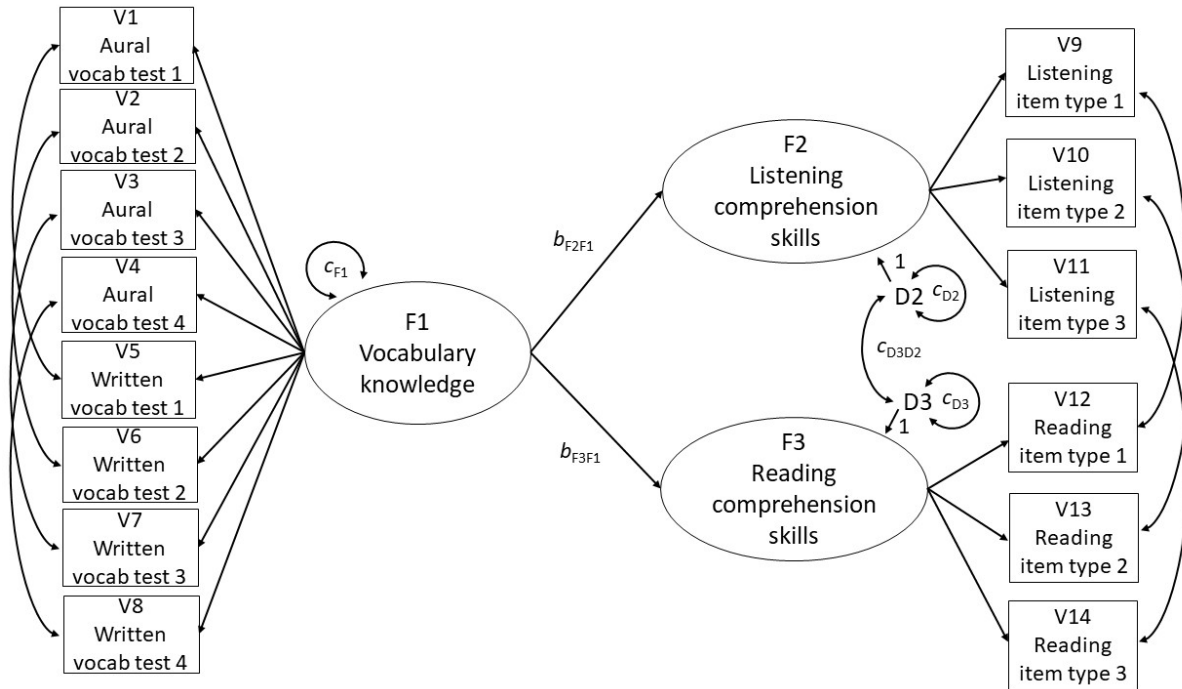 V1
Aural
vocab test 1
V2
Aural
vocab test 2
V3
Aural
vocab test 3
V4
Aural
vocab test 4
V5
Written
vocab test 1
V6
Written
vocab test 2
V7
Written
vocab test 3
V8
Written
vocab test 4
cF1
F1
Vocabulary
knowledge
bF2F1
bF3F1
F2
Listening
comprehension
skills
1
D2
cD2
cD3D2
D3
cD3
1
F3
Reading
comprehension
skills
V9
Listening
item type 1
V10
Listening
item type 2
V11
Listening
item type 3
V12
Reading
item type 1
V13
Reading
item type 2
V14
Reading
item type 3